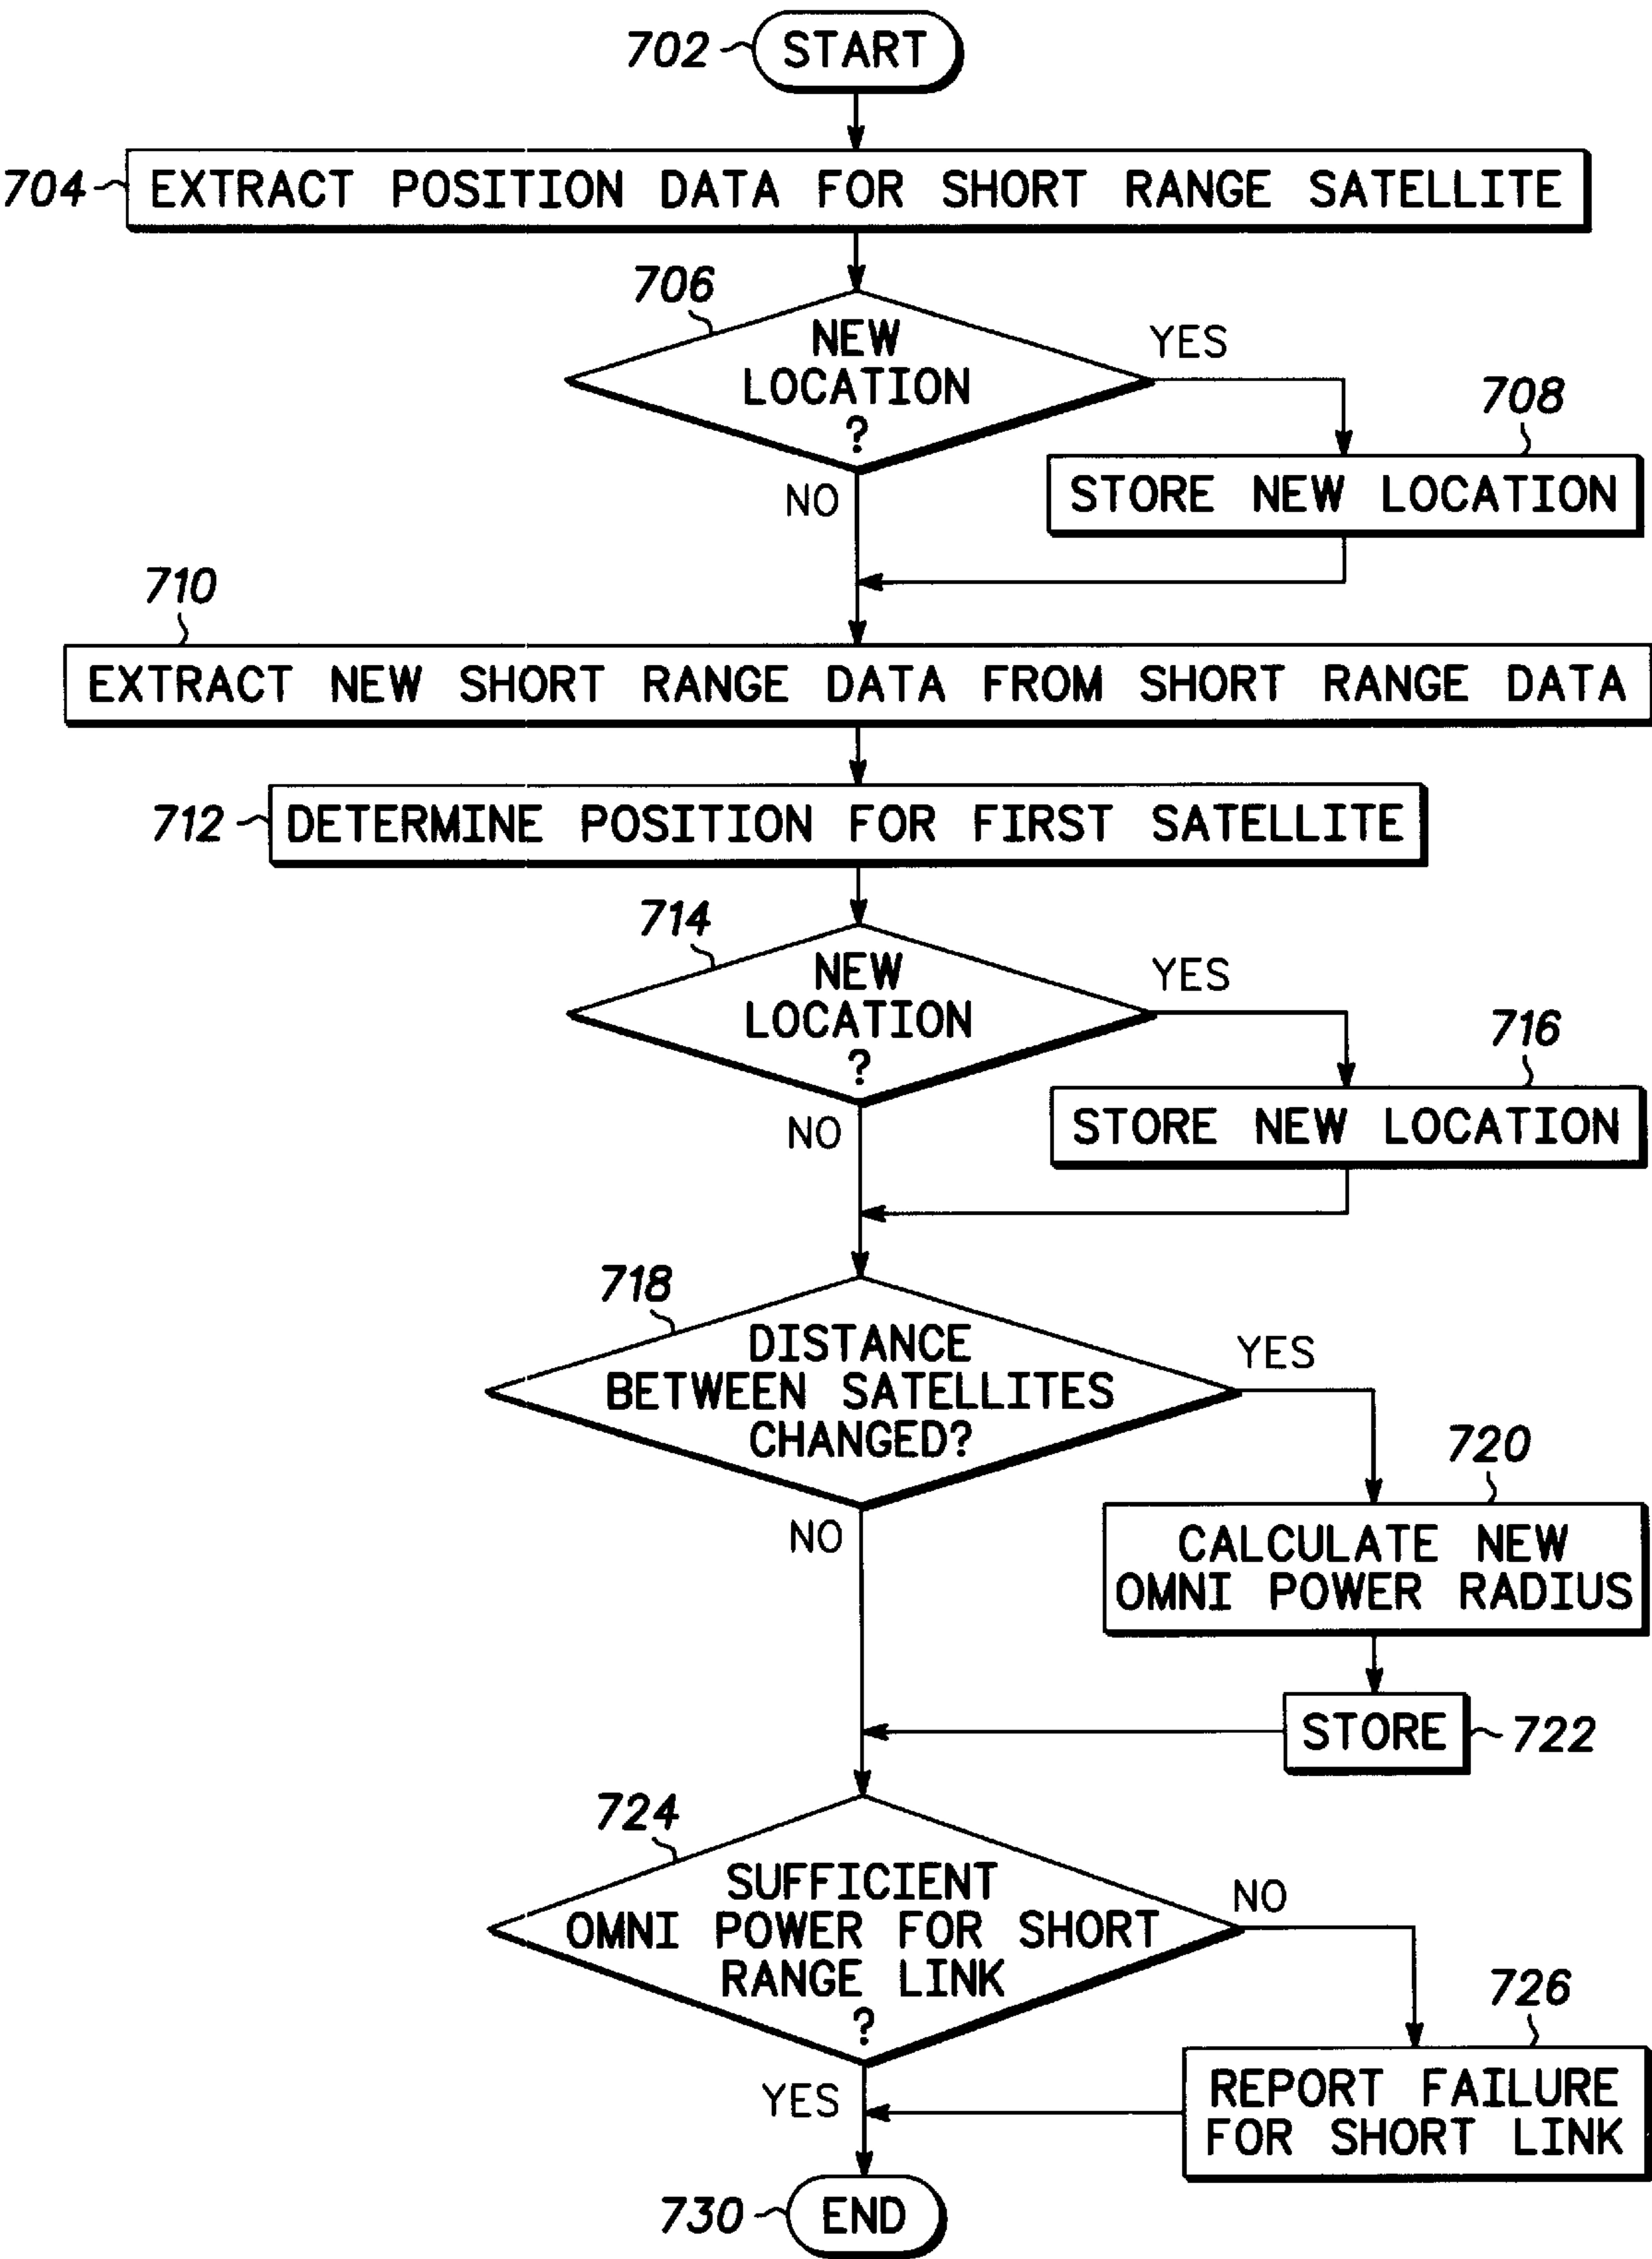 702
START
704
EXTRACT POSITION DATA FOR SHORT RANGE SATELLITE
706
NEW
LOCATION
?
YES
708
STORE NEW LOCATION
NO
710
EXTRACT NEW SHORT RANGE DATA FROM SHORT RANGE DATA
712
DETERMINE POSITION FOR FIRST SATELLITE
714
NEW
LOCATION
?
YES
716
STORE NEW LOCATION
NO
718
DISTANCE
BETWEEN SATELLITES
CHANGED?
YES
720
CALCULATE NEW
OMNI POWER RADIUS
NO
STORE
722
724
SUFFICIENT
OMNI POWER FOR SHORT
RANGE LINK
?
NO
726
REPORT FAILURE
FOR SHORT LINK
YES
730
END